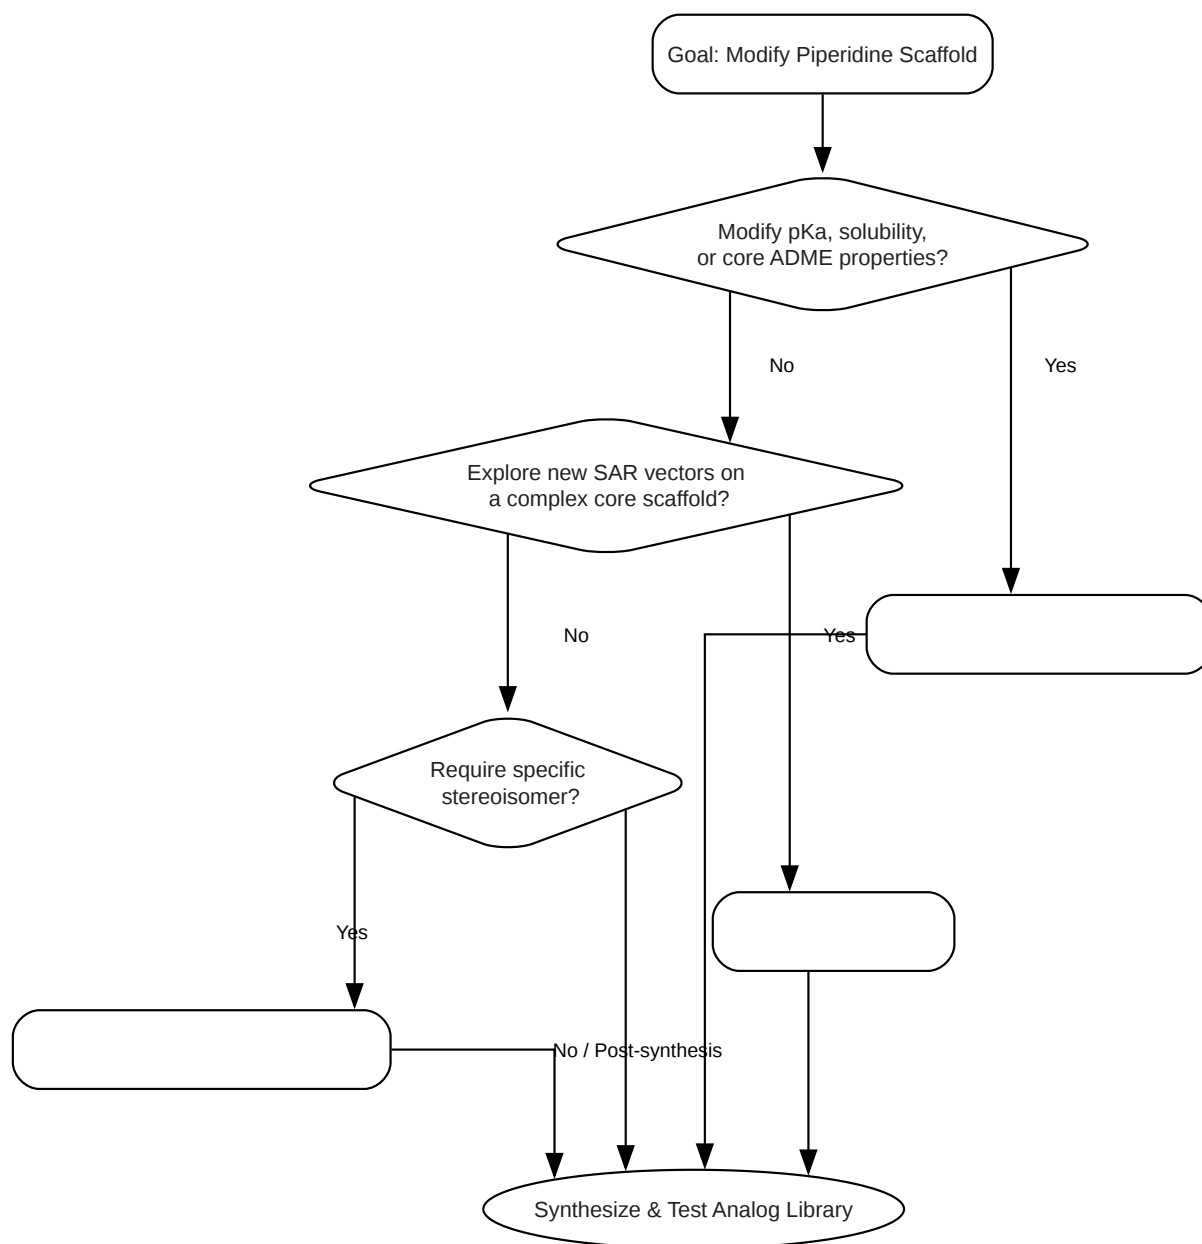 Goal: Modify Piperidine Scaffold
Modify pKa, solubility,
or core ADME properties?
No
Yes
Explore new SAR vectors on
a complex core scaffold?
No
Yes
Require specific
stereoisomer?
Yes
No / Post-synthesis
Synthesize & Test Analog Library